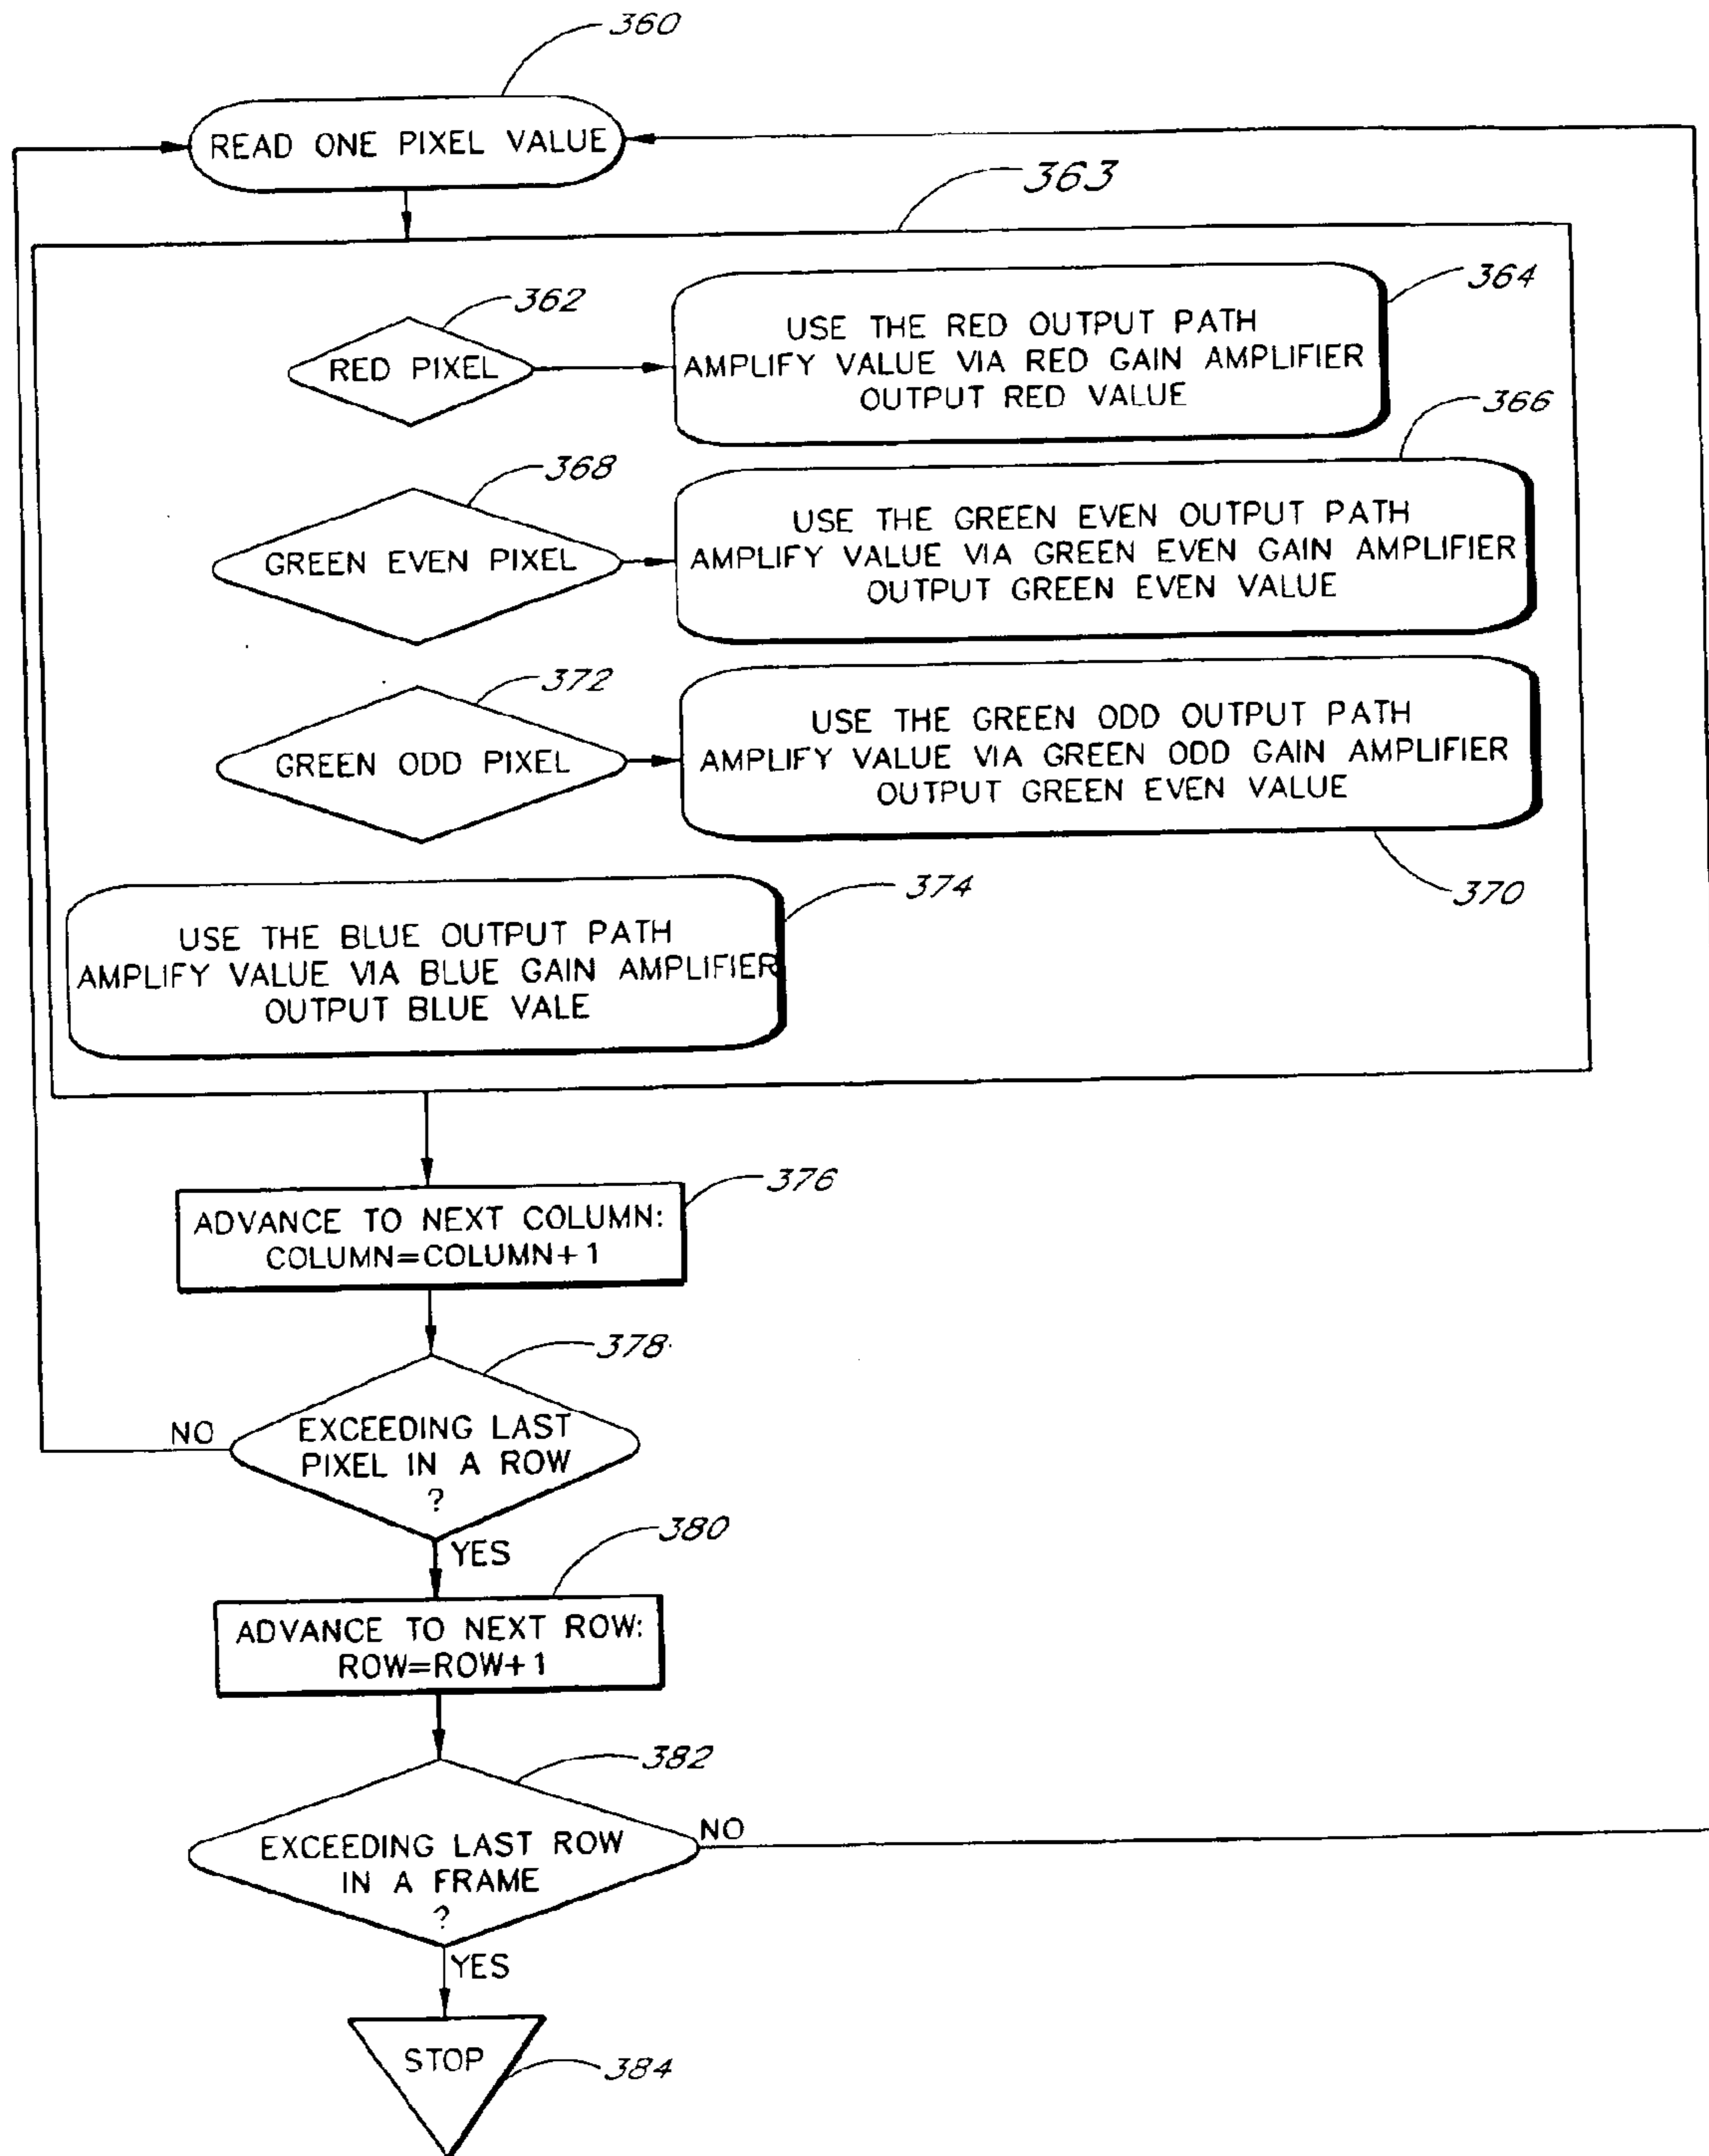 360
READ ONE PIXEL VALUE
363
362
RED PIXEL
364
USE THE RED OUTPUT PATH
AMPLIFY VALUE VIA RED GAIN AMPLIFIER
OUTPUT RED VALUE
366
368
GREEN EVEN PIXEL
USE THE GREEN EVEN OUTPUT PATH
AMPLIFY VALUE VIA GREEN EVEN GAIN AMPLIFIER
OUTPUT GREEN EVEN VALUE
372
GREEN ODD PIXEL
USE THE GREEN ODD OUTPUT PATH
AMPLIFY VALUE VIA GREEN ODD GAIN AMPLIFIER
OUTPUT GREEN EVEN VALUE
370
374
USE THE BLUE OUTPUT PATH
AMPLIFY VALUE VIA BLUE GAIN AMPLIFIER
OUTPUT BLUE VALE
376
ADVANCE TO NEXT COLUMN:
COLUMN=COLUMN+1
378
NO
EXCEEDING LAST
PIXEL IN A ROW
?
YES
380
ADVANCE TO NEXT ROW:
ROW=ROW+1
382
NO
EXCEEDING LAST ROW
IN A FRAME
?
YES
STOP
384